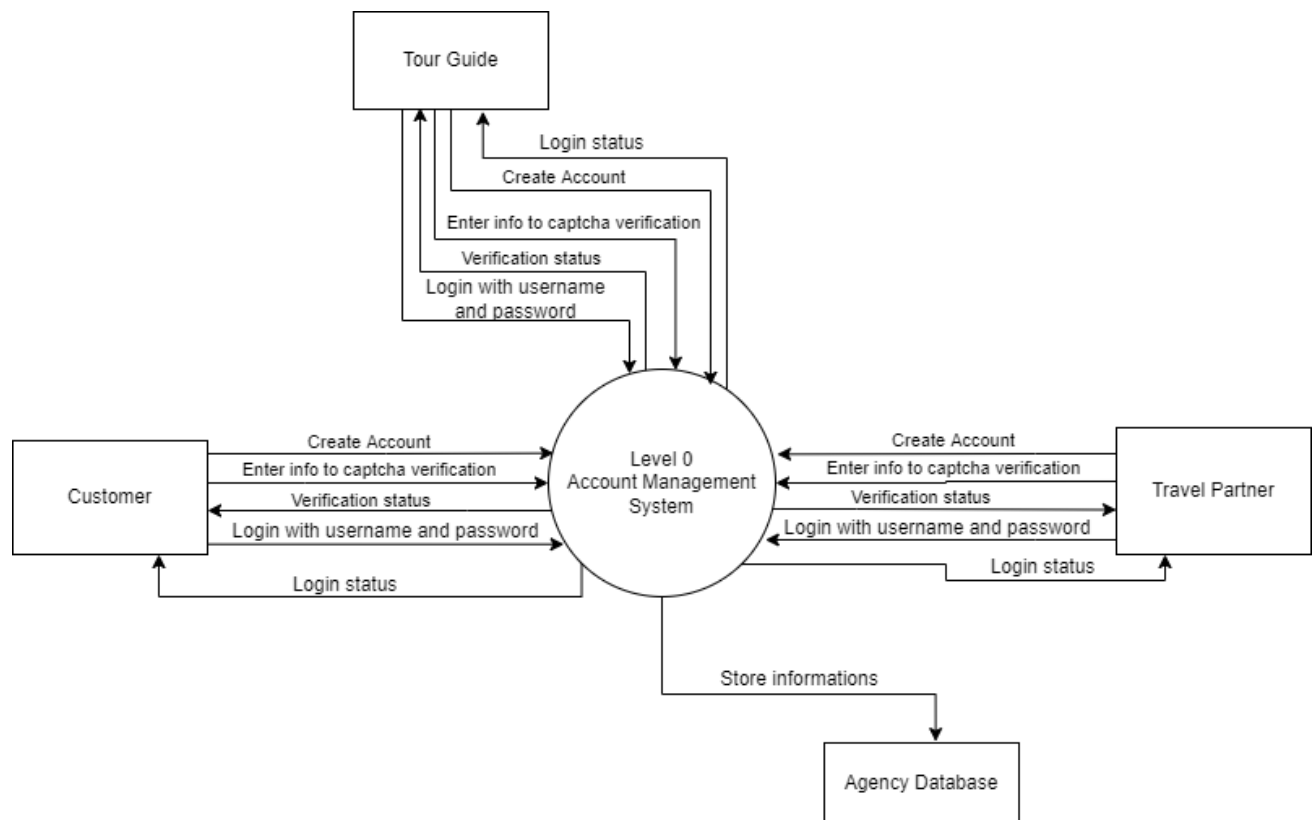 Tour Guide
Login status
Create Account
Enter info to captcha verification
Verification status
Login with username
and password
Customer
Create Account
Enter info to captcha verification
Verification status
Login with username and password
Login status
Level 0
Account Management
System
Create Account
Enter info to captcha verification
Verification status
Login with username and password
Login status
Travel Partner
Store informations
Agency Database